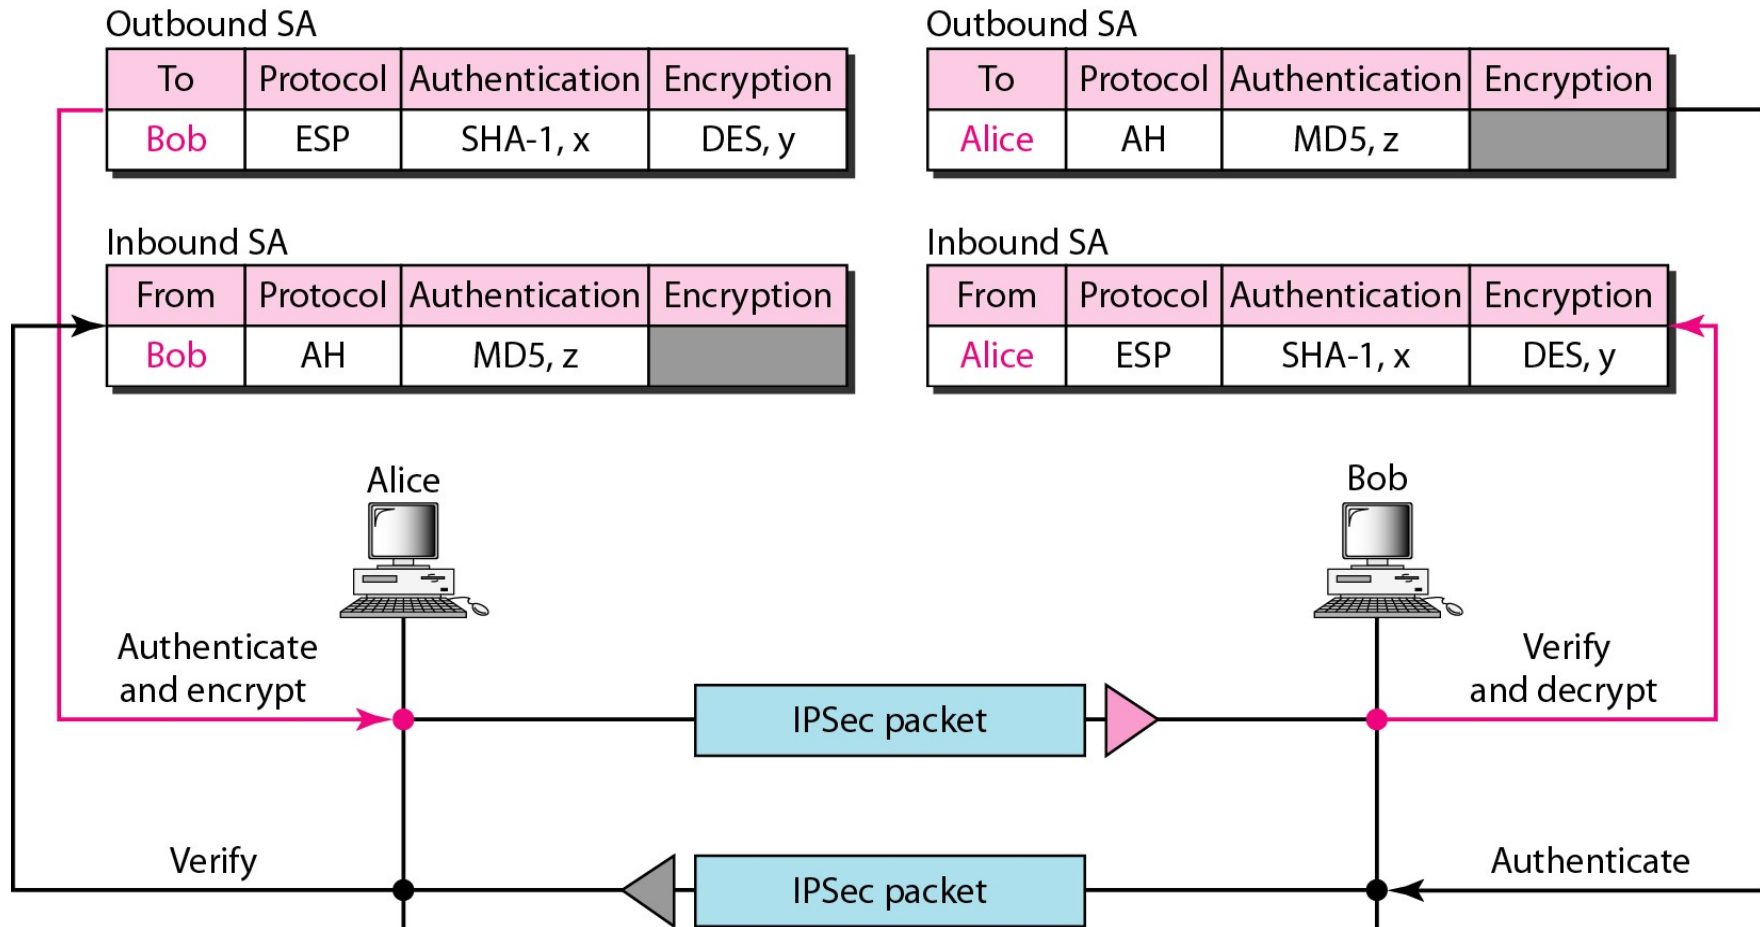 Outbound SA
To Protocol Authentication Encryption
Bob ESP SHA-1, x DES, y
Outbound SA
To Protocol Authentication Encryption
Alice AH MD5, z
Inbound SA
From Protocol Authentication Encryption
Bob AH MD5, z
Inbound SA
From Protocol Authentication Encryption
Alice ESP SHA-1, x DES, y
Alice
Bob
Authenticate
and encrypt
IPSec packet
Verify
and decrypt
Verify
IPSec packet
Authenticate